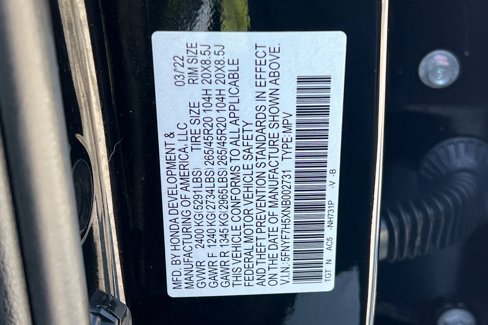 MFD. BY HONDA DEVELOPMENT & 03/22
MANUFACTURING OF AMERICA, LLC
TIRE SIZE RIM SIZE
GVWR 2400 KG(5291LBS)
GAWR F 1240 KG(2734LBS) 265/45R20 104H 20X8.5J
GAWR R 1345 KG(2965LBS) 265/45R20 104H 20X8.5J
THIS VEHICLE CONFORMS TO ALL APPLICABLE
FEDERAL MOTOR VEHICLE SAFETY
AND THEFT PREVENTION STANDARDS IN EFFECT
ON THE DATE OF MANUFACTURE SHOWN ABOVE.
V.I.N.: 5FNYF7H5XNB002731 TYPE: MPV
TGT N AC5 -NH731P -V -B